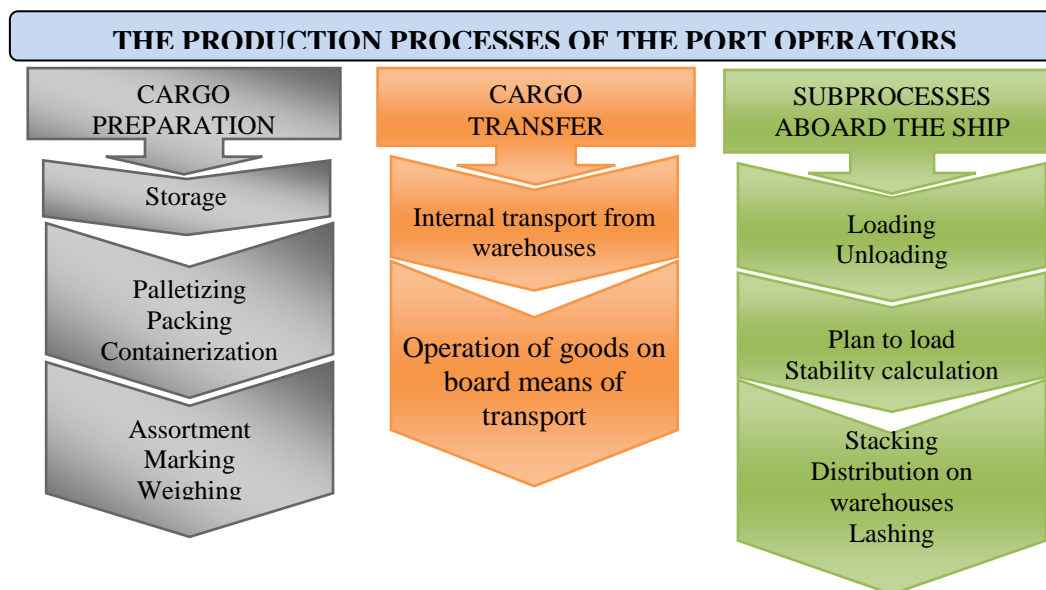 THE PRODUCTION PROCESSES OF THE PORT OPERATORS
CARGO
PREPARATION
Storage
Palletizing
Packing
Containerization
Assortment
Marking
Weighing
CARGO
TRANSFER
Internal transport from
warehouses
Operation of goods on
board means of
transport
SUBPROCESSES
ABOARD THE SHIP
Loading
Unloading
Plan to load
Stability calculation
Stacking
Distribution on
warehouses
Lashing